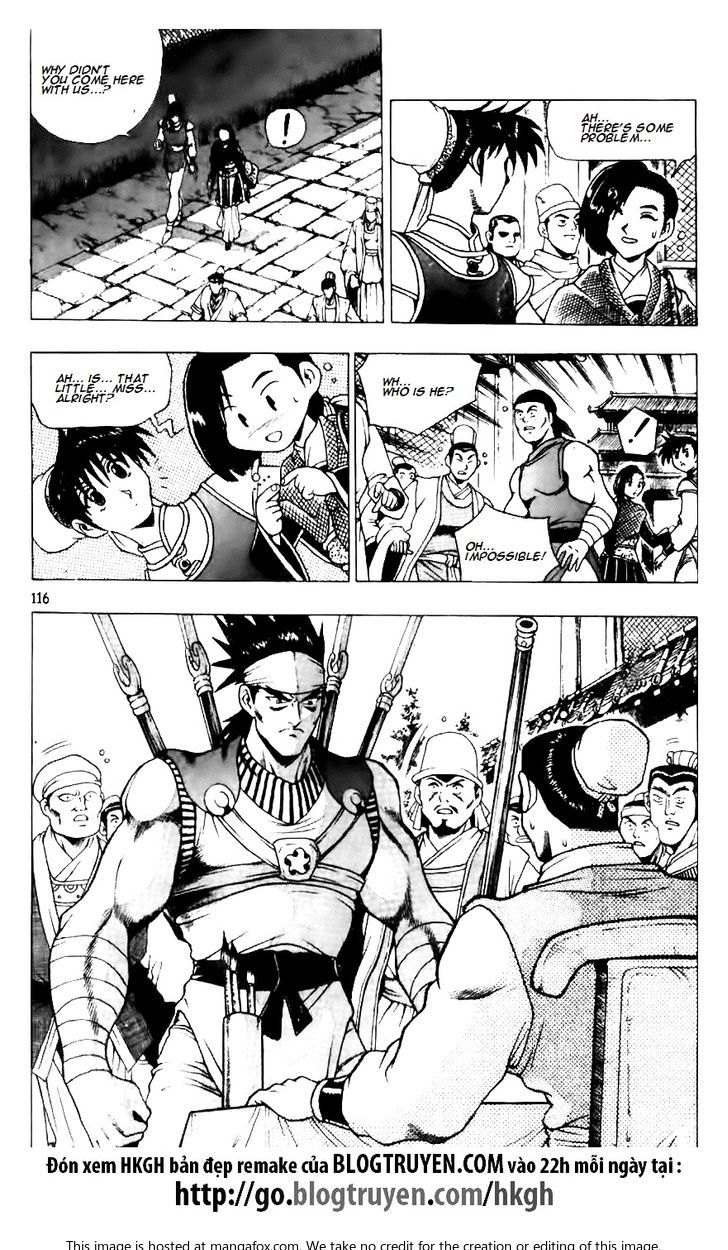 WHY DIDN'T
YOU COME HERE
WITH US...?
!
AH...
THERE'S SOME
PROBLEM...
AH... IS... THAT
LITTLE... MISS...
ALRIGHT?
WH...
WHO IS HE?
!
OH...
IMPOSSIBLE!
116
Đón xem HKGH bản đẹp remake của BLOGTRUYEN.COM vào 22h mỗi ngày tại :
http://go.blogtruyen.com/hkgh
This image is hosted at mangafox.com. We take no credit for the creation or editing of this image.